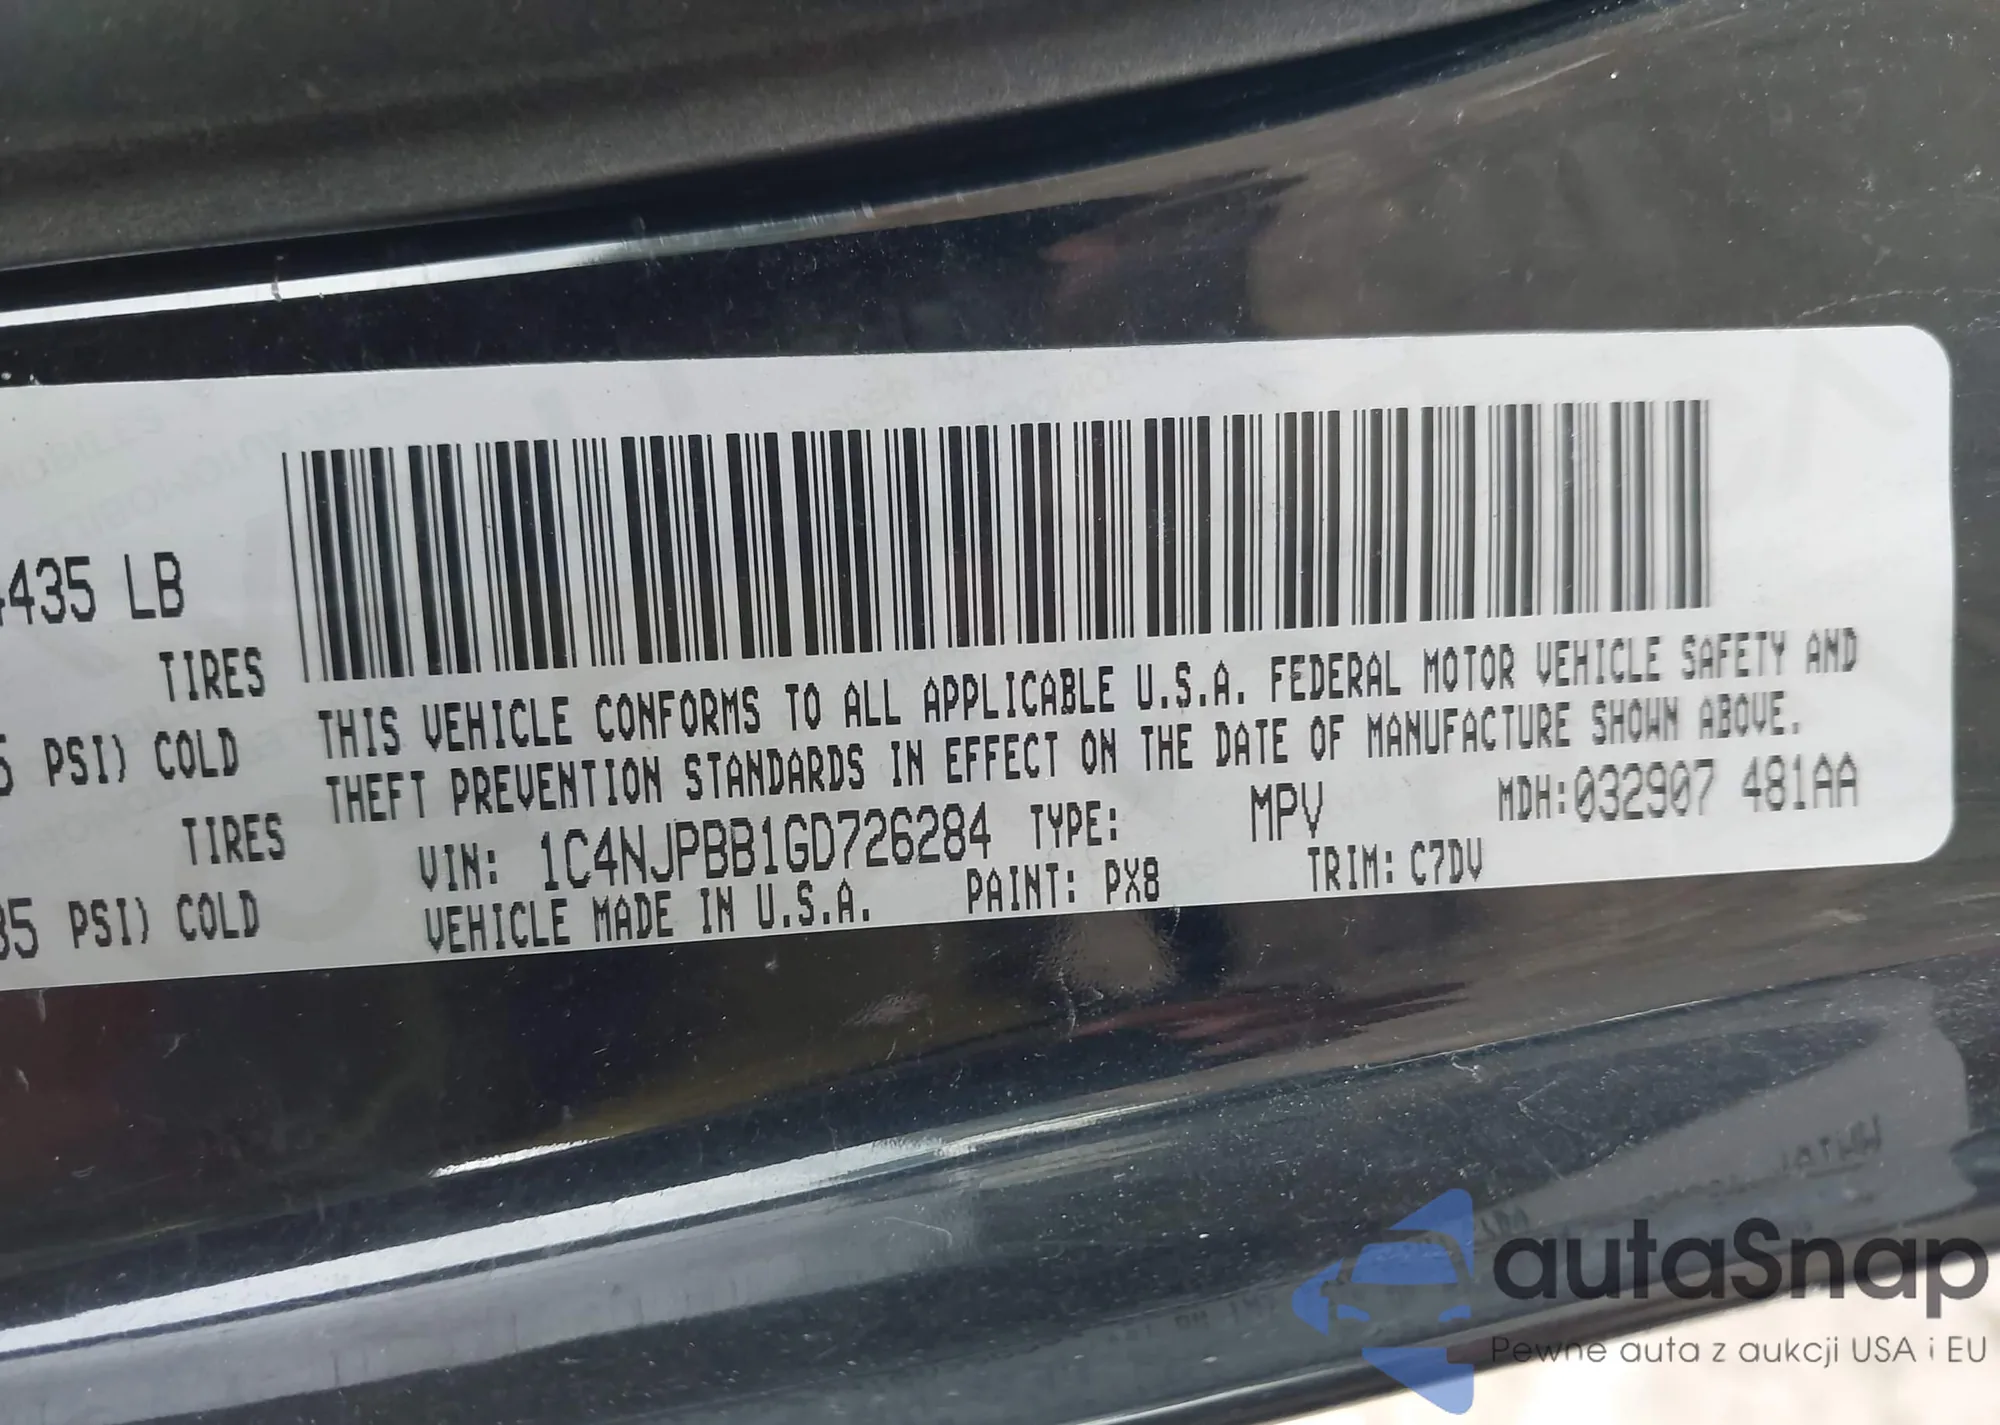 435 LB
TIRES
5 PSI) COLD
TIRES
35 PSI) COLD
THIS VEHICLE CONFORMS TO ALL APPLICABLE U.S.A. FEDERAL MOTOR VEHICLE SAFETY AND
THEFT PREVENTION STANDARDS IN EFFECT ON THE DATE OF MANUFACTURE SHOWN ABOVE.
VIN: 1C4NJPBB1GD726284 TYPE: MPV MDH:032907 481AA
VEHICLE MADE IN U.S.A. PAINT: PX8 TRIM: C7DV
autaSnap
Pewne auta z aukcji USA i EU